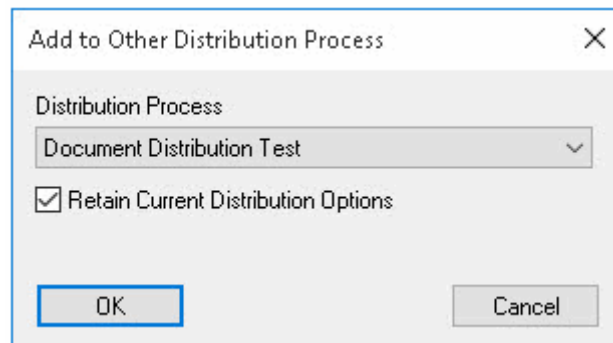 Add to Other Distribution Process
Distribution Process
Document Distribution Test
Retain Current Distribution Options
OK
Cancel